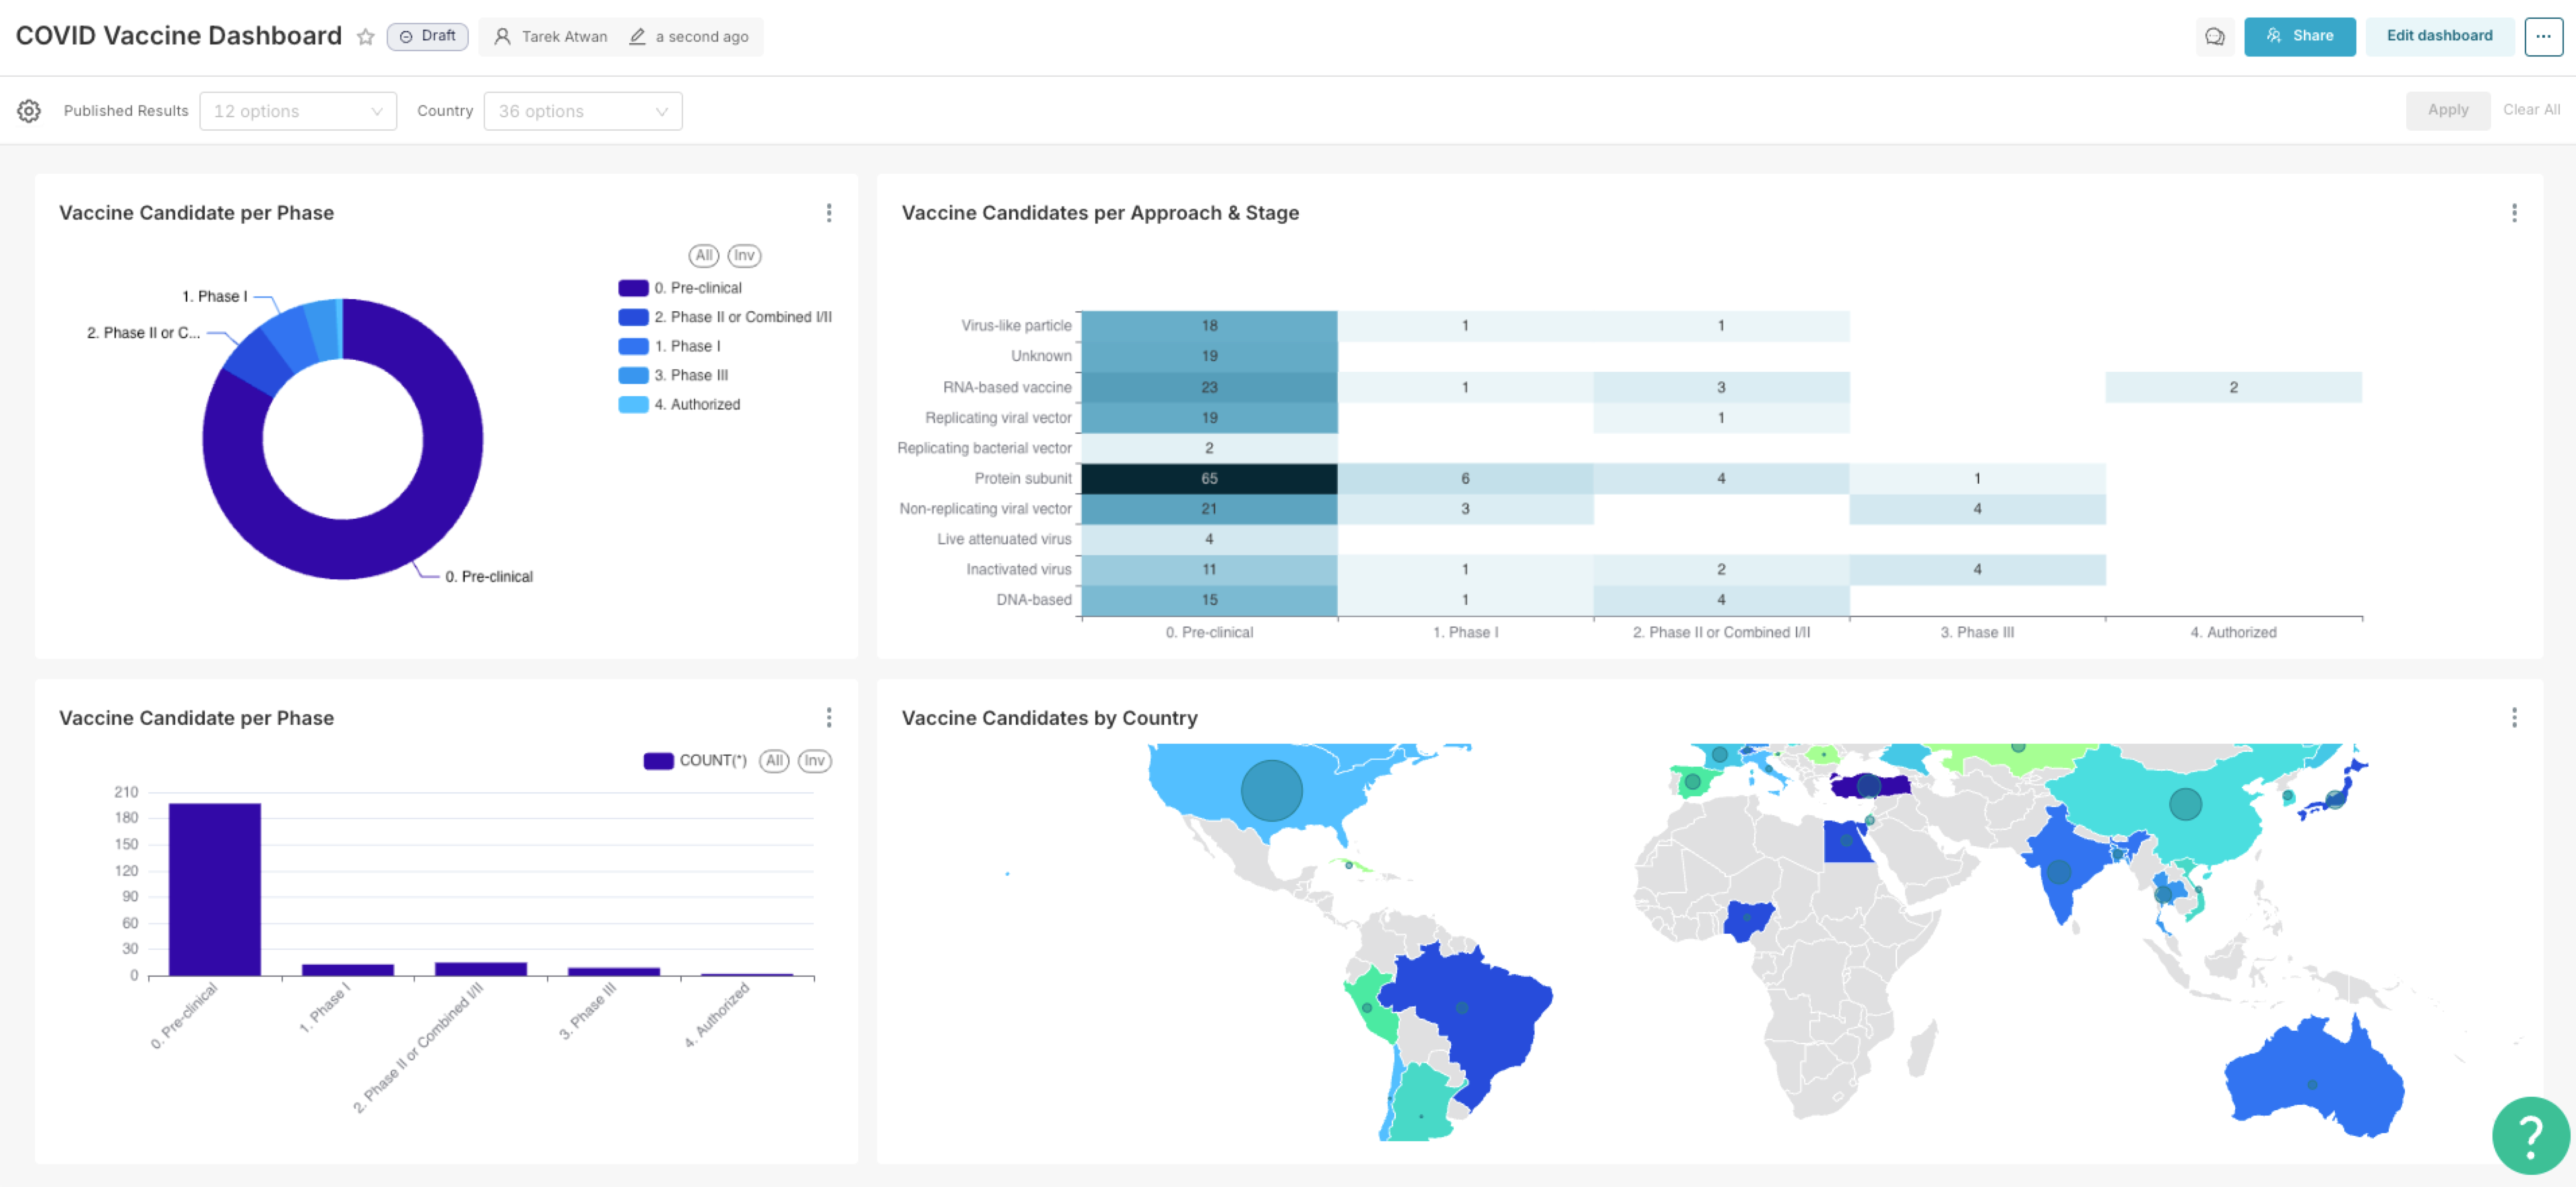 COVID Vaccine Dashboard
Draft
Tarek Atwan
a second ago
Share
Edit dashboard
...
Published Results
12 options
Country
36 options
Apply
Clear All
Vaccine Candidate per Phase
All
Inv
0. Pre-clinical
2. Phase II or Combined I/II
1. Phase I
3. Phase III
4. Authorized
1. Phase I
2. Phase II or C...
0. Pre-clinical
Vaccine Candidates per Approach & Stage
Virus-like particle 18 1 1
Unknown 19
RNA-based vaccine 23 1 3 2
Replicating viral vector 19 1
Replicating bacterial vector 2
Protein subunit 65 6 4 1
Non-replicating viral vector 21 3 4
Live attenuated virus 4
Inactivated virus 11 1 2 4
DNA-based 15 1 4
0. Pre-clinical 1. Phase I 2. Phase II or Combined I/II 3. Phase III 4. Authorized
Vaccine Candidate per Phase
COUNT(*)
All
Inv
210
180
150
120
90
60
30
0
0. Pre-clinical
1. Phase I
2. Phase II or Combined I/II
3. Phase III
4. Authorized
Vaccine Candidates by Country
?